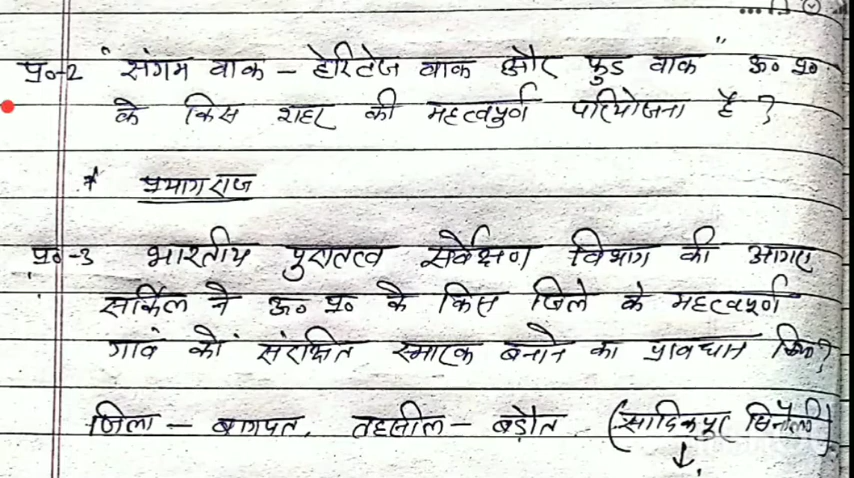 प्र०-2 "संगम वाक - हेरिटेज वाक और फुड वाक" उ० प्र०
के किस शहर की महत्वपुर्ण परियोजना है ?
* प्रयागराज
प्र०-3 भारतीय पुरातत्व सर्वेक्षण विभाग की आगरा
सर्किल ने उ० प्र० के किस जिले के महत्वपूर्ण
गावं को संरक्षित स्मारक बनाने का प्रावधान किया?
जिला - बागपत, तहसील - बड़ौत (सादिकपुर सिनौली)
↓